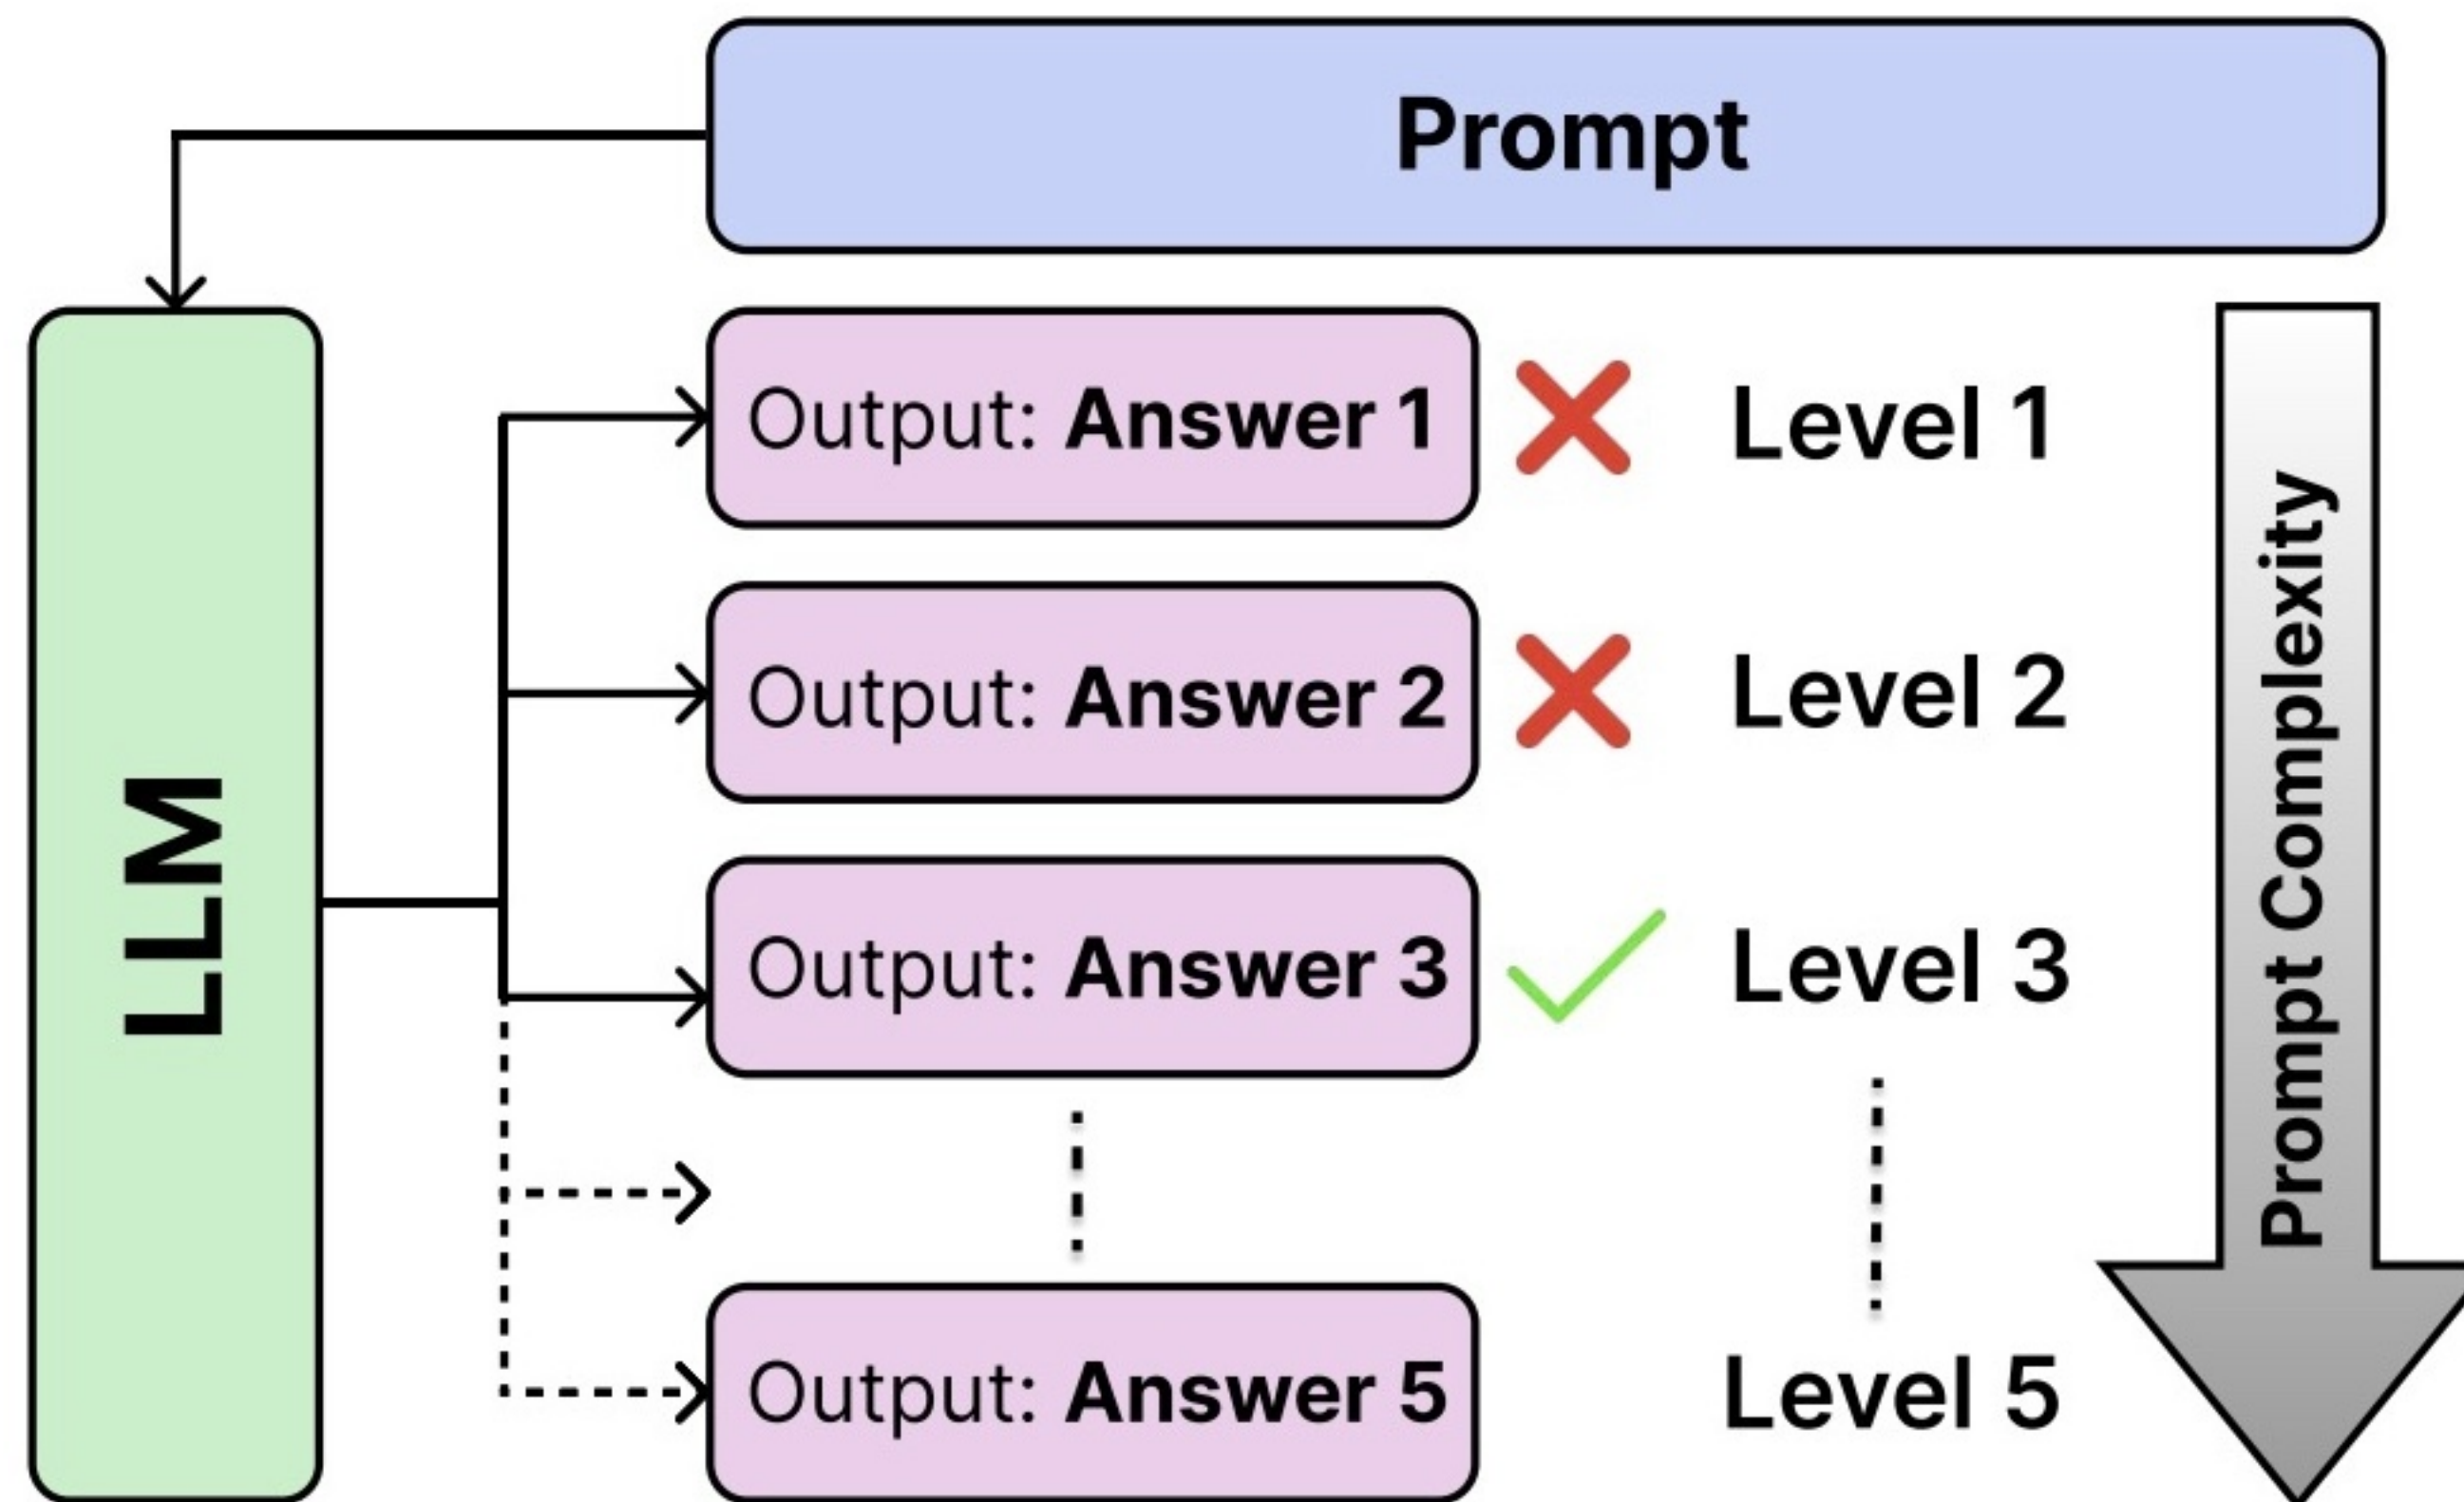 Prompt
LLM
Output: Answer 1
Level 1
Output: Answer 2
Level 2
Output: Answer 3
Level 3
Output: Answer 5
Level 5
Prompt Complexity